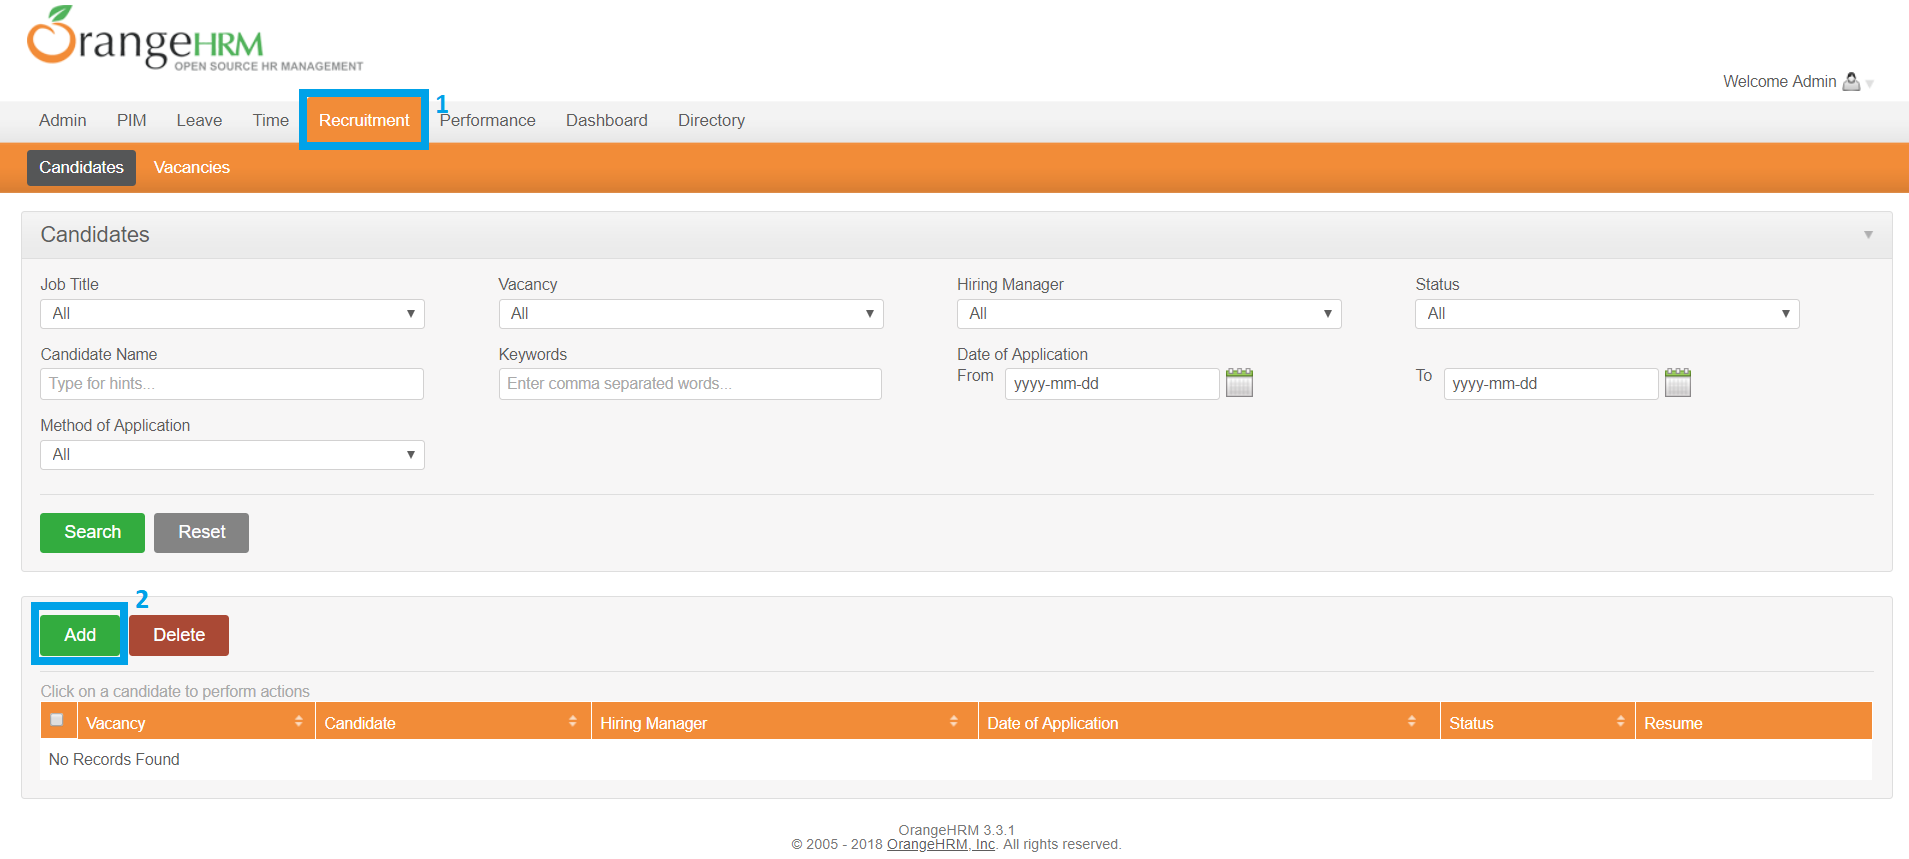 OrangeHRM
OPEN SOURCE HR MANAGEMENT
Welcome Admin
Admin PIM Leave Time Recruitment 1 Performance Dashboard Directory
Candidates Vacancies
Candidates
Job Title Vacancy Hiring Manager Status
All All All All
Candidate Name Keywords Date of Application
Type for hints... Enter comma separated words... From yyyy-mm-dd To yyyy-mm-dd
Method of Application
All
Search Reset
2
Add Delete
Click on a candidate to perform actions
Vacancy Candidate Hiring Manager Date of Application Status Resume
No Records Found
OrangeHRM 3.3.1
© 2005 - 2018 OrangeHRM, Inc. All rights reserved.